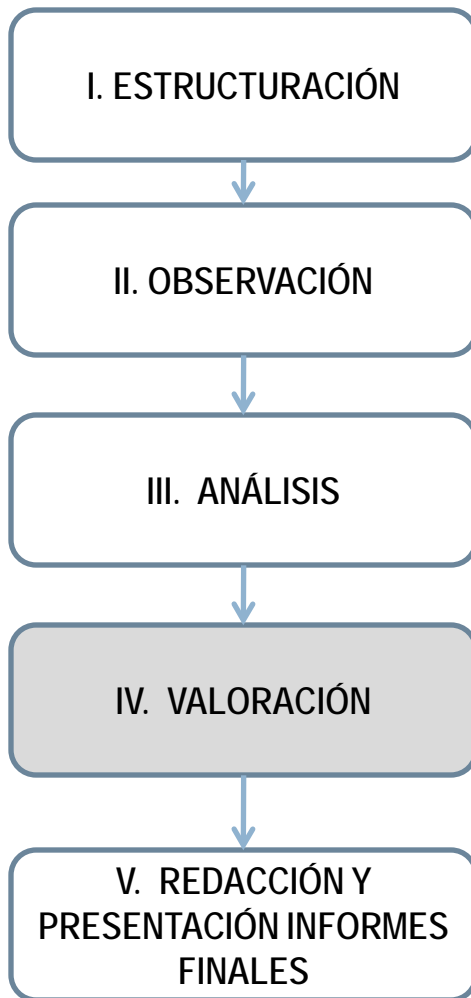 I. ESTRUCTURACIÓN
II. OBSERVACIÓN
III. ANÁLISIS
IV. VALORACIÓN
V. REDACCIÓN Y
PRESENTACIÓN INFORMES
FINALES